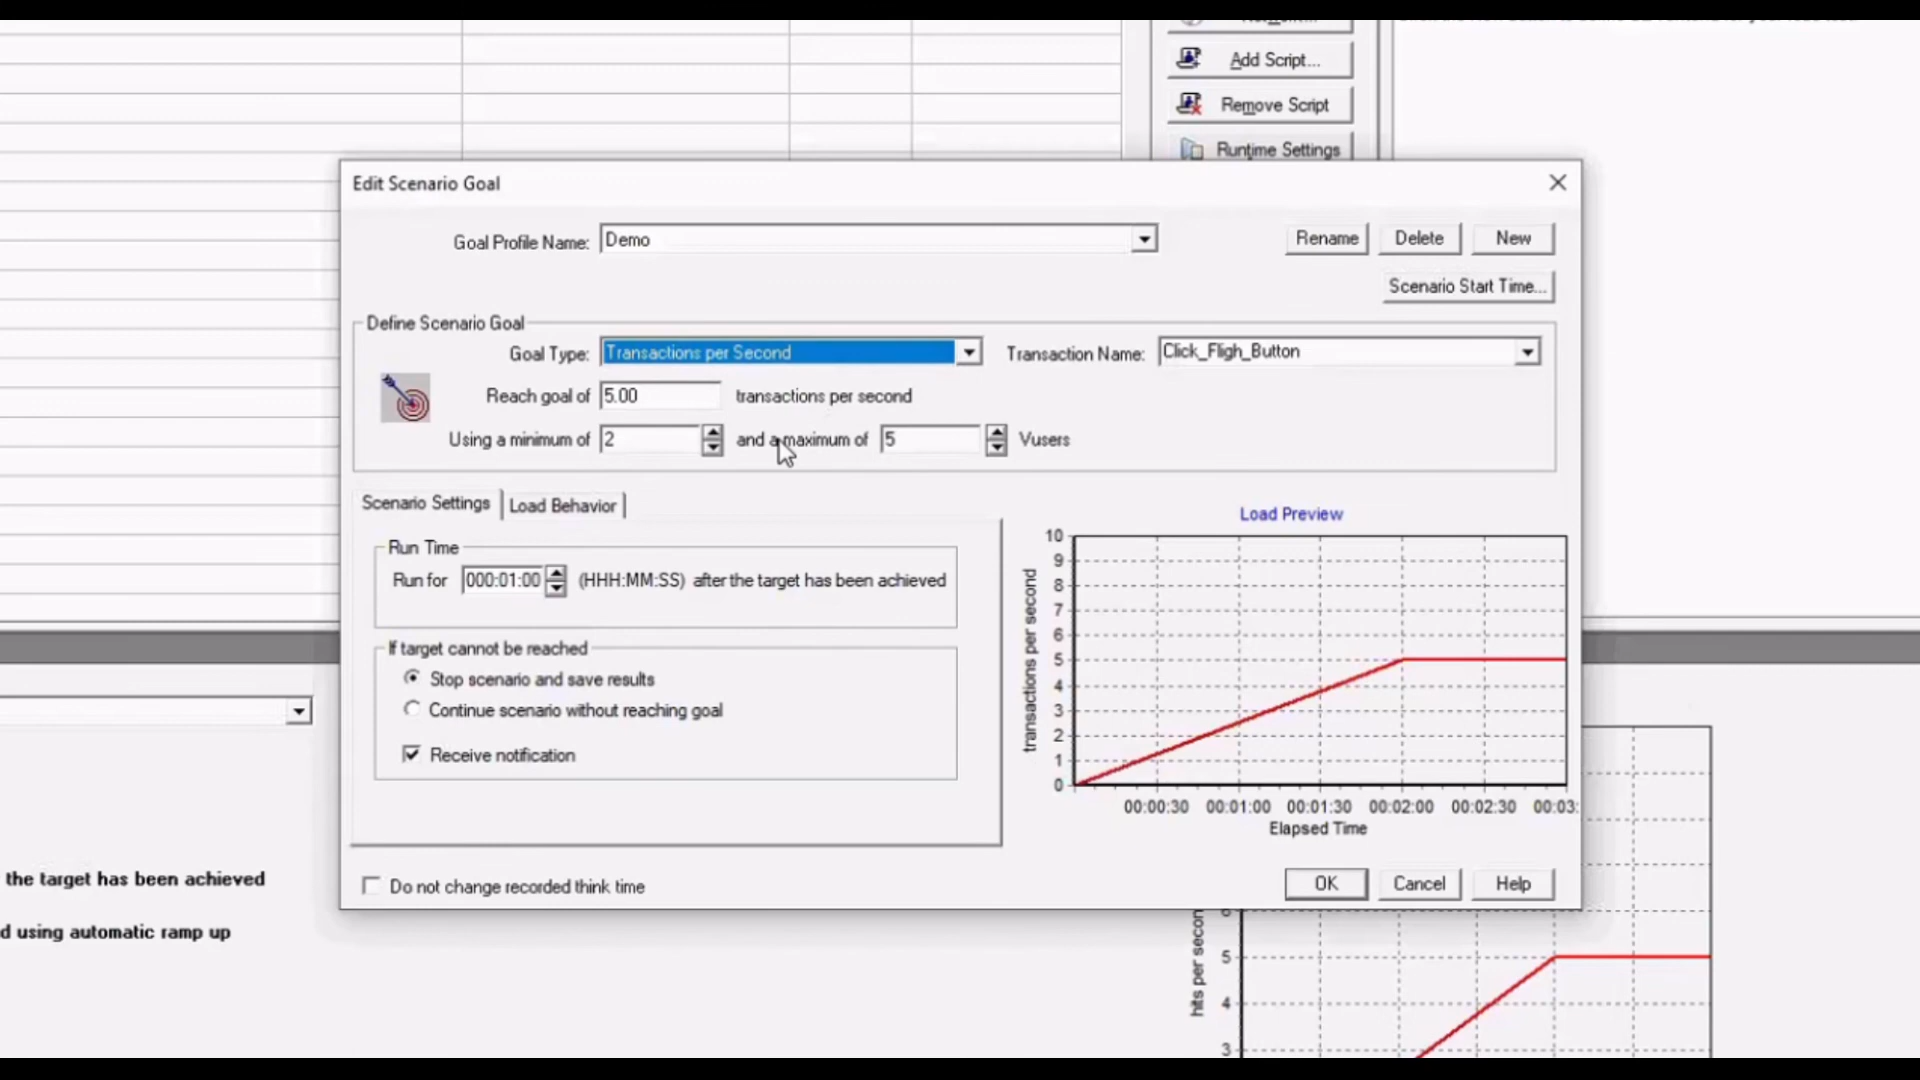 Add Script...
Remove Script
Runtime Settings
Edit Scenario Goal
Goal Profile Name: Demo
Rename Delete New
Scenario Start Time...
Define Scenario Goal
Goal Type: Transactions per Second Transaction Name: Click_Fligh_Button
Reach goal of 5.00 transactions per second
Using a minimum of 2 and a maximum of 5 Vusers
Scenario Settings Load Behavior
Run Time
Run for 000:01:00 (HHH:MM:SS) after the target has been achieved
If target cannot be reached
Stop scenario and save results
Continue scenario without reaching goal
Receive notification
Do not change recorded think time
Load Preview
transactions per second
10
9
8
7
6
5
4
3
2
1
0
00:00:30 00:01:00 00:01:30 00:02:00 00:02:30 00:03:
Elapsed Time
OK Cancel Help
the target has been achieved
d using automatic ramp up
hits per secon
5
4
3